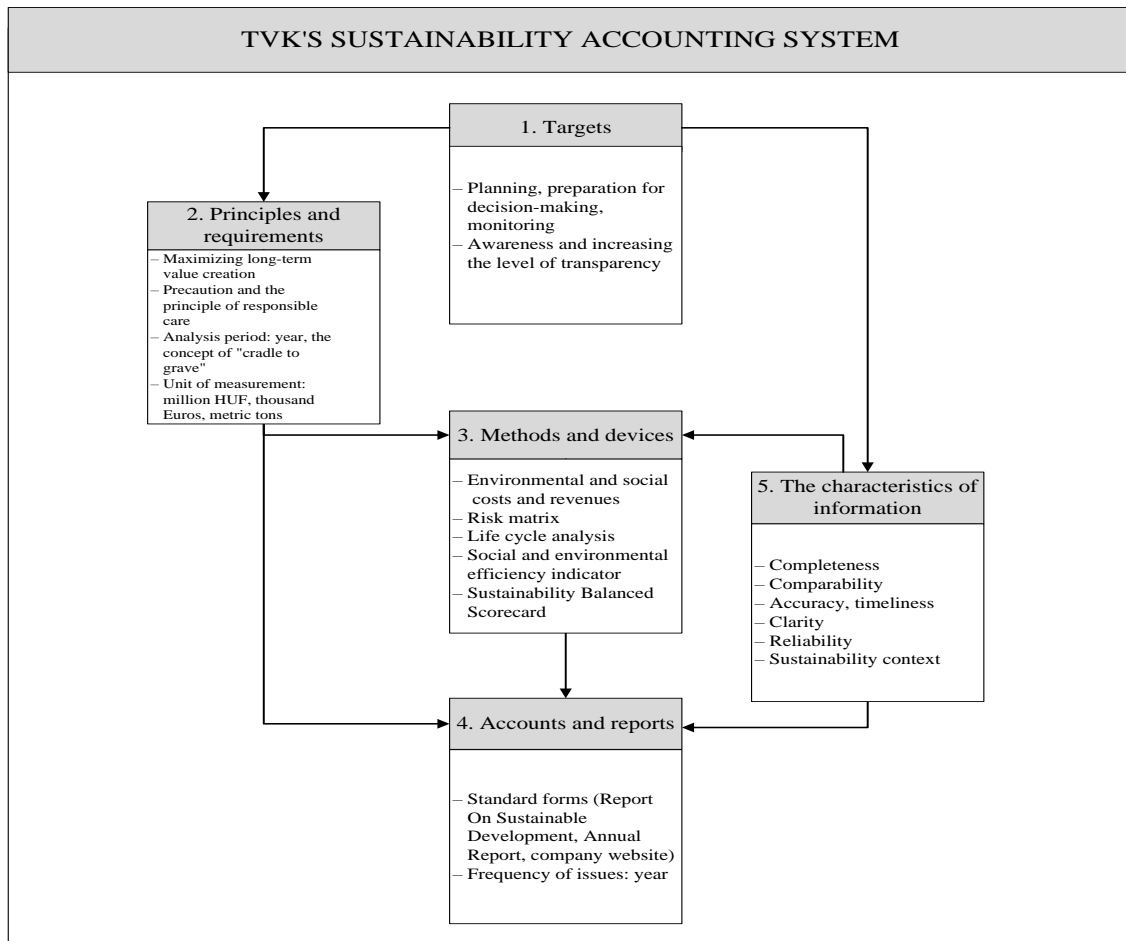 TVK'S SUSTAINABILITY ACCOUNTING SYSTEM
1. Targets
– Planning, preparation for
decision-making,
monitoring
– Awareness and increasing
the level of transparency
2. Principles and
requirements
– Maximizing long-term
value creation
– Precaution and the
principle of responsible
care
– Analysis period: year, the
concept of "cradle to
grave"
– Unit of measurement:
million HUF, thousand
Euros, metric tons
3. Methods and devices
– Environmental and social
costs and revenues
– Risk matrix
– Life cycle analysis
– Social and environmental
efficiency indicator
– Sustainability Balanced
Scorecard
4. Accounts and reports
– Standard forms (Report
On Sustainable
Development, Annual
Report, company website)
– Frequency of issues: year
5. The characteristics of
information
– Completeness
– Comparability
– Accuracy, timeliness
– Clarity
– Reliability
– Sustainability context